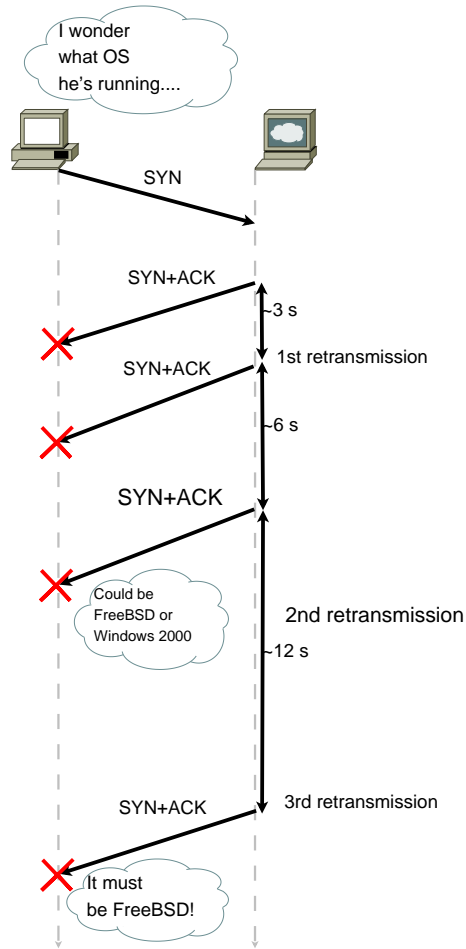 I wonder
what OS
he's running....
SYN
SYN+ACK
~3 s
1st retransmission
SYN+ACK
~6 s
SYN+ACK
Could be
FreeBSD or
Windows 2000
2nd retransmission
~12 s
3rd retransmission
SYN+ACK
It must
be FreeBSD!